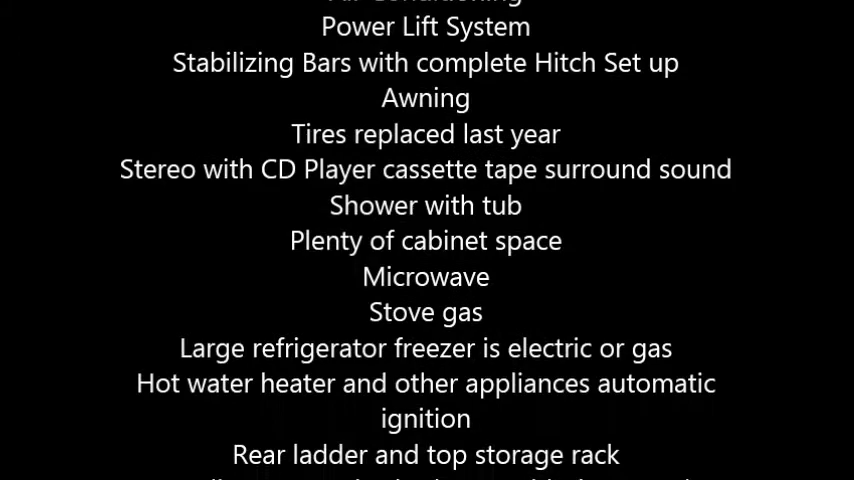 Air Conditioning
Power Lift System
Stabilizing Bars with complete Hitch Set up
Awning
Tires replaced last year
Stereo with CD Player cassette tape surround sound
Shower with tub
Plenty of cabinet space
Microwave
Stove gas
Large refrigerator freezer is electric or gas
Hot water heater and other appliances automatic
ignition
Rear ladder and top storage rack